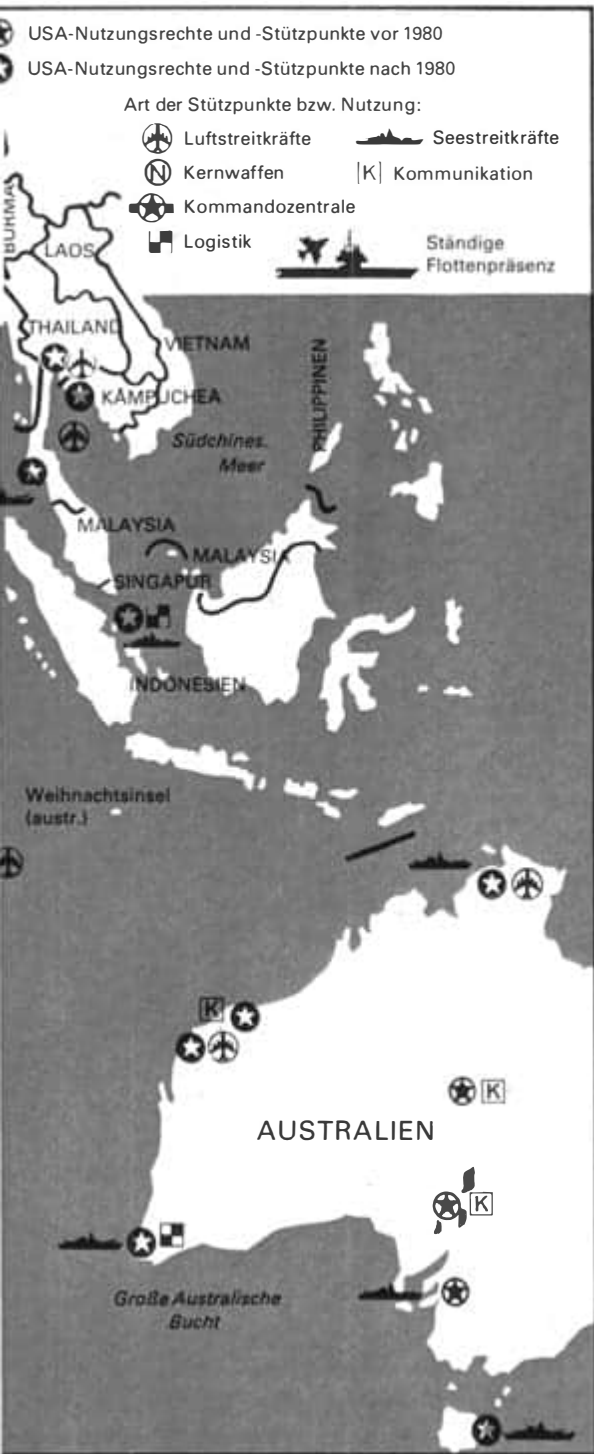 USA-Nutzungsrechte und -Stützpunkte vor 1980
USA-Nutzungsrechte und -Stützpunkte nach 1980
Art der Stützpunkte bzw. Nutzung:
Luftstreitkräfte
Seestreitkräfte
N Kernwaffen
K Kommunikation
Kommandozentrale
Logistik
Ständige
Flottenpräsenz
BURMA
LAOS
THAILAND
VIETNAM
KAMPUCHEA
PHILIPPINEN
Südchines.
Meer
MALAYSIA
MALAYSIA
SINGAPUR
INDONESIEN
Weihnachtsinsel
(austr.)
K
K
AUSTRALIEN
K
Große Australische
Bucht